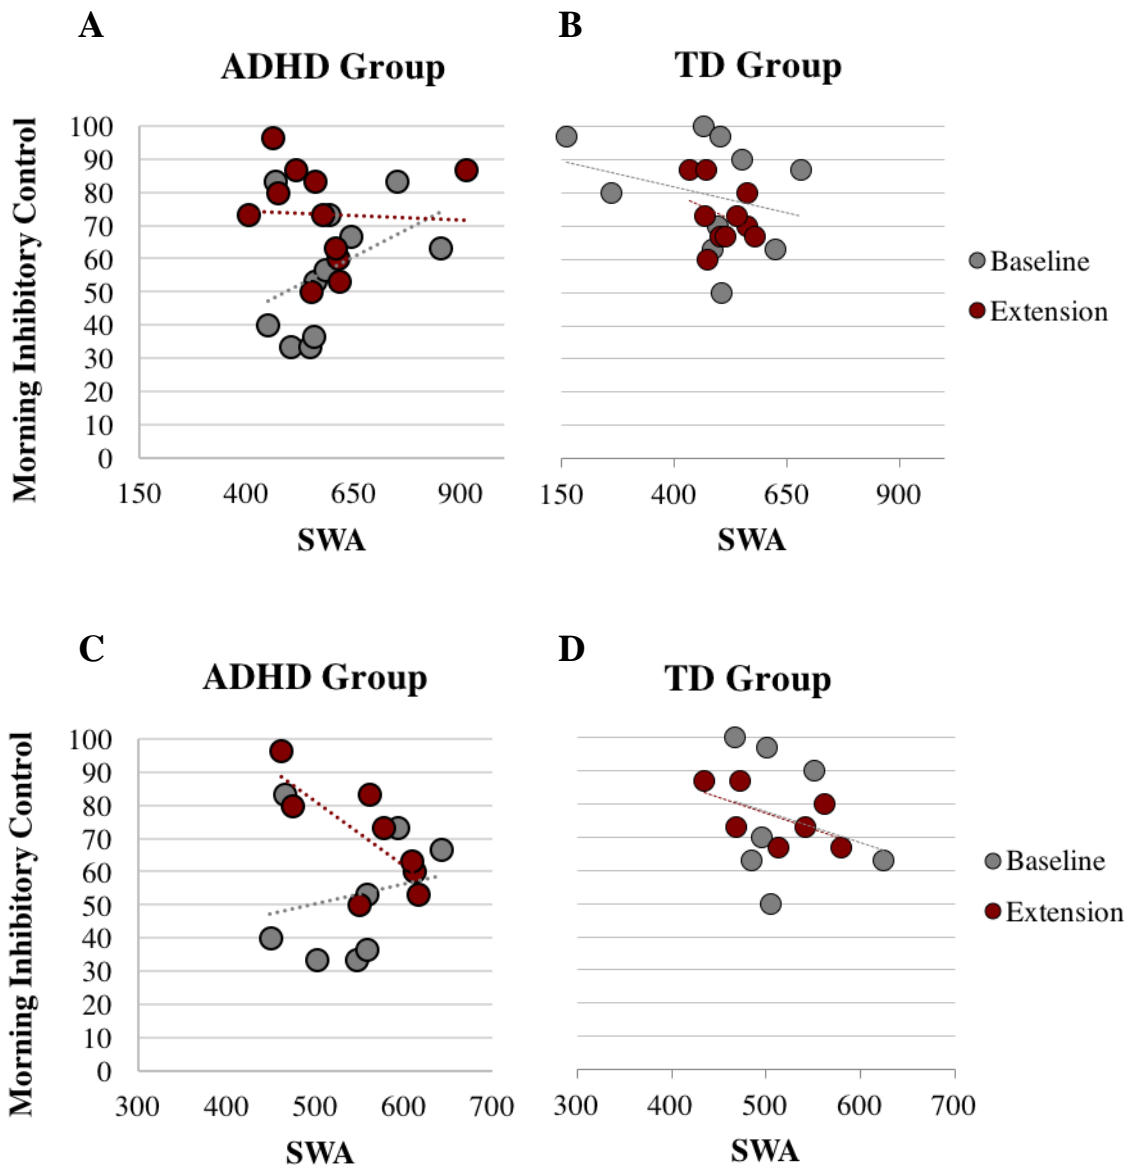 A
B
ADHD Group
TD Group
Morning Inhibitory Control
100
90
80
70
60
50
40
30
20
10
0
150 400 650 900
SWA
150 400 650 900
SWA
Baseline
Extension
C
D
ADHD Group
TD Group
Morning Inhibitory Control
100
90
80
70
60
50
40
30
20
10
0
300 400 500 600 700
SWA
300 400 500 600 700
SWA
Baseline
Extension